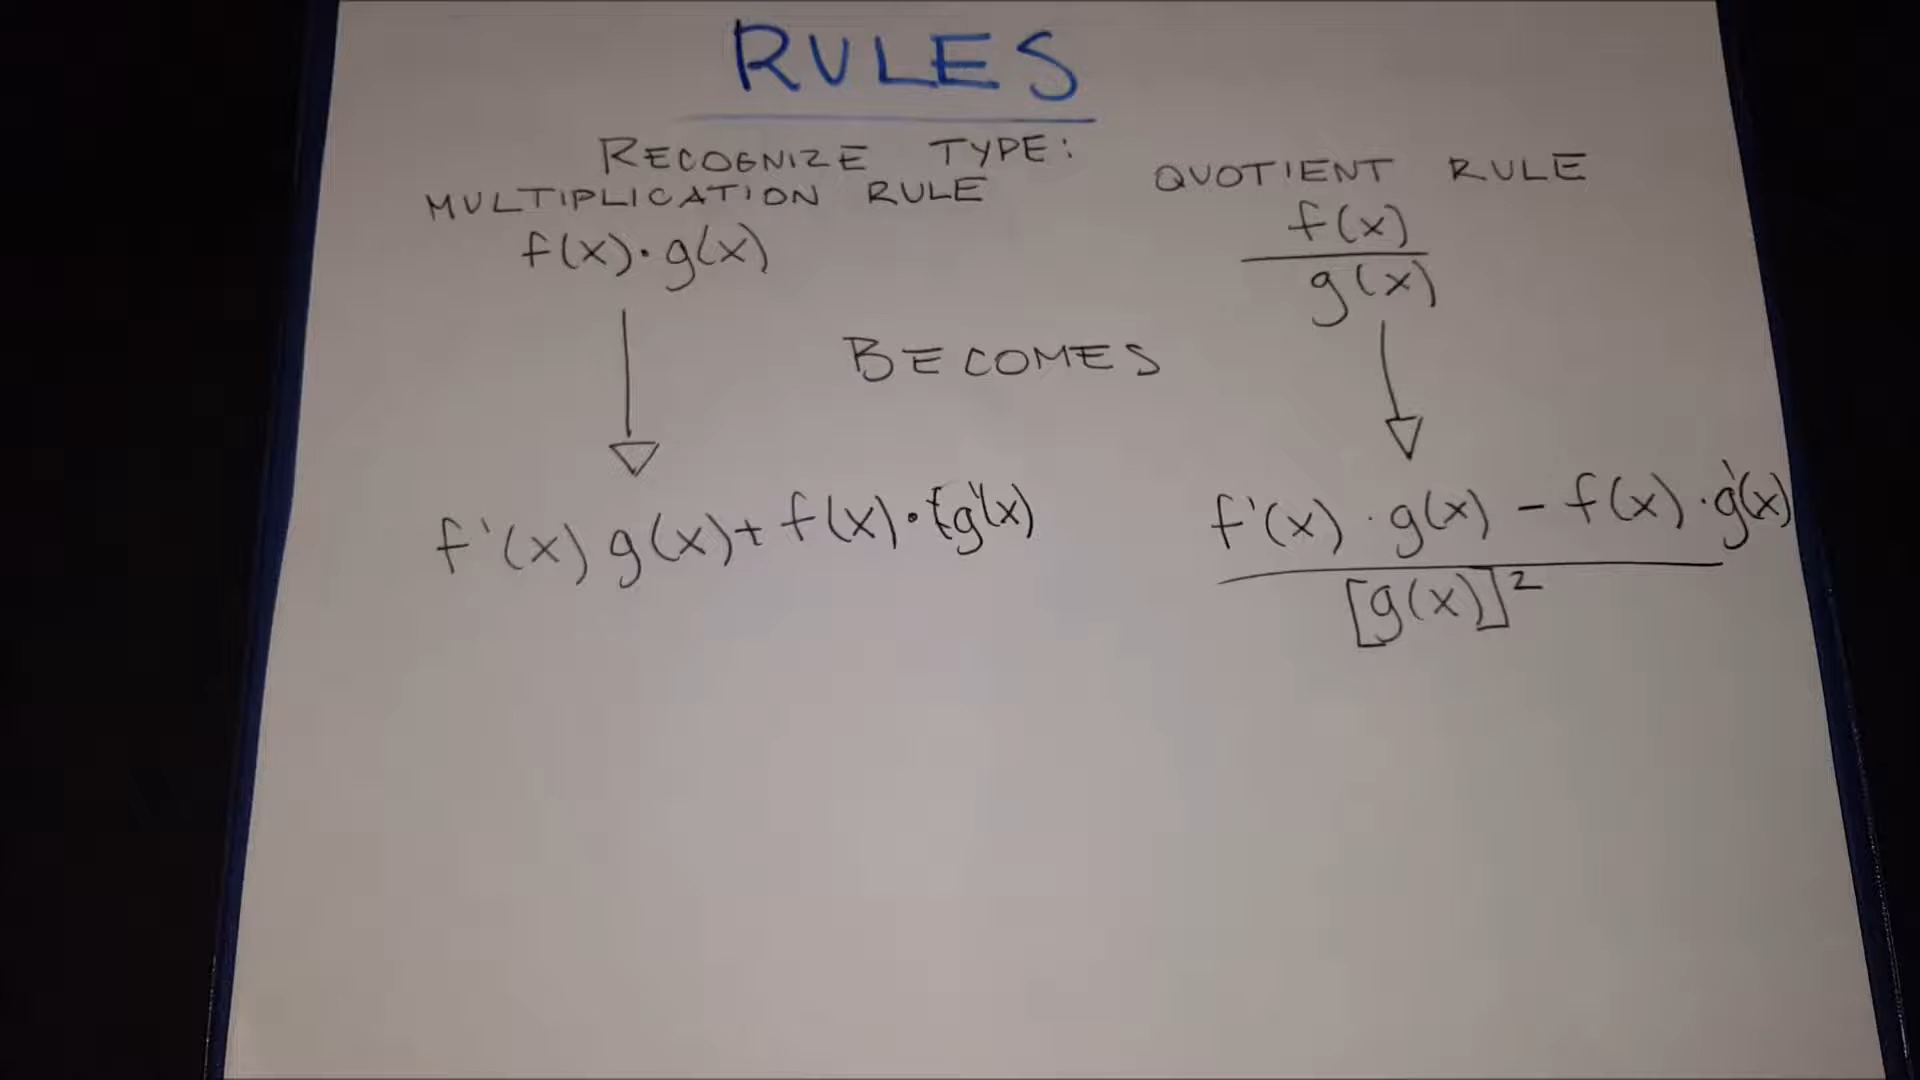 RULES
RECOGNIZE TYPE:
MULTIPLICATION RULE
f(x)·g(x)
QUOTIENT RULE
f(x)
g(x)
BECOMES
f'(x) g(x) + f(x)·g'(x)
f'(x)·g(x) - f(x)·g'(x)
[g(x)]²